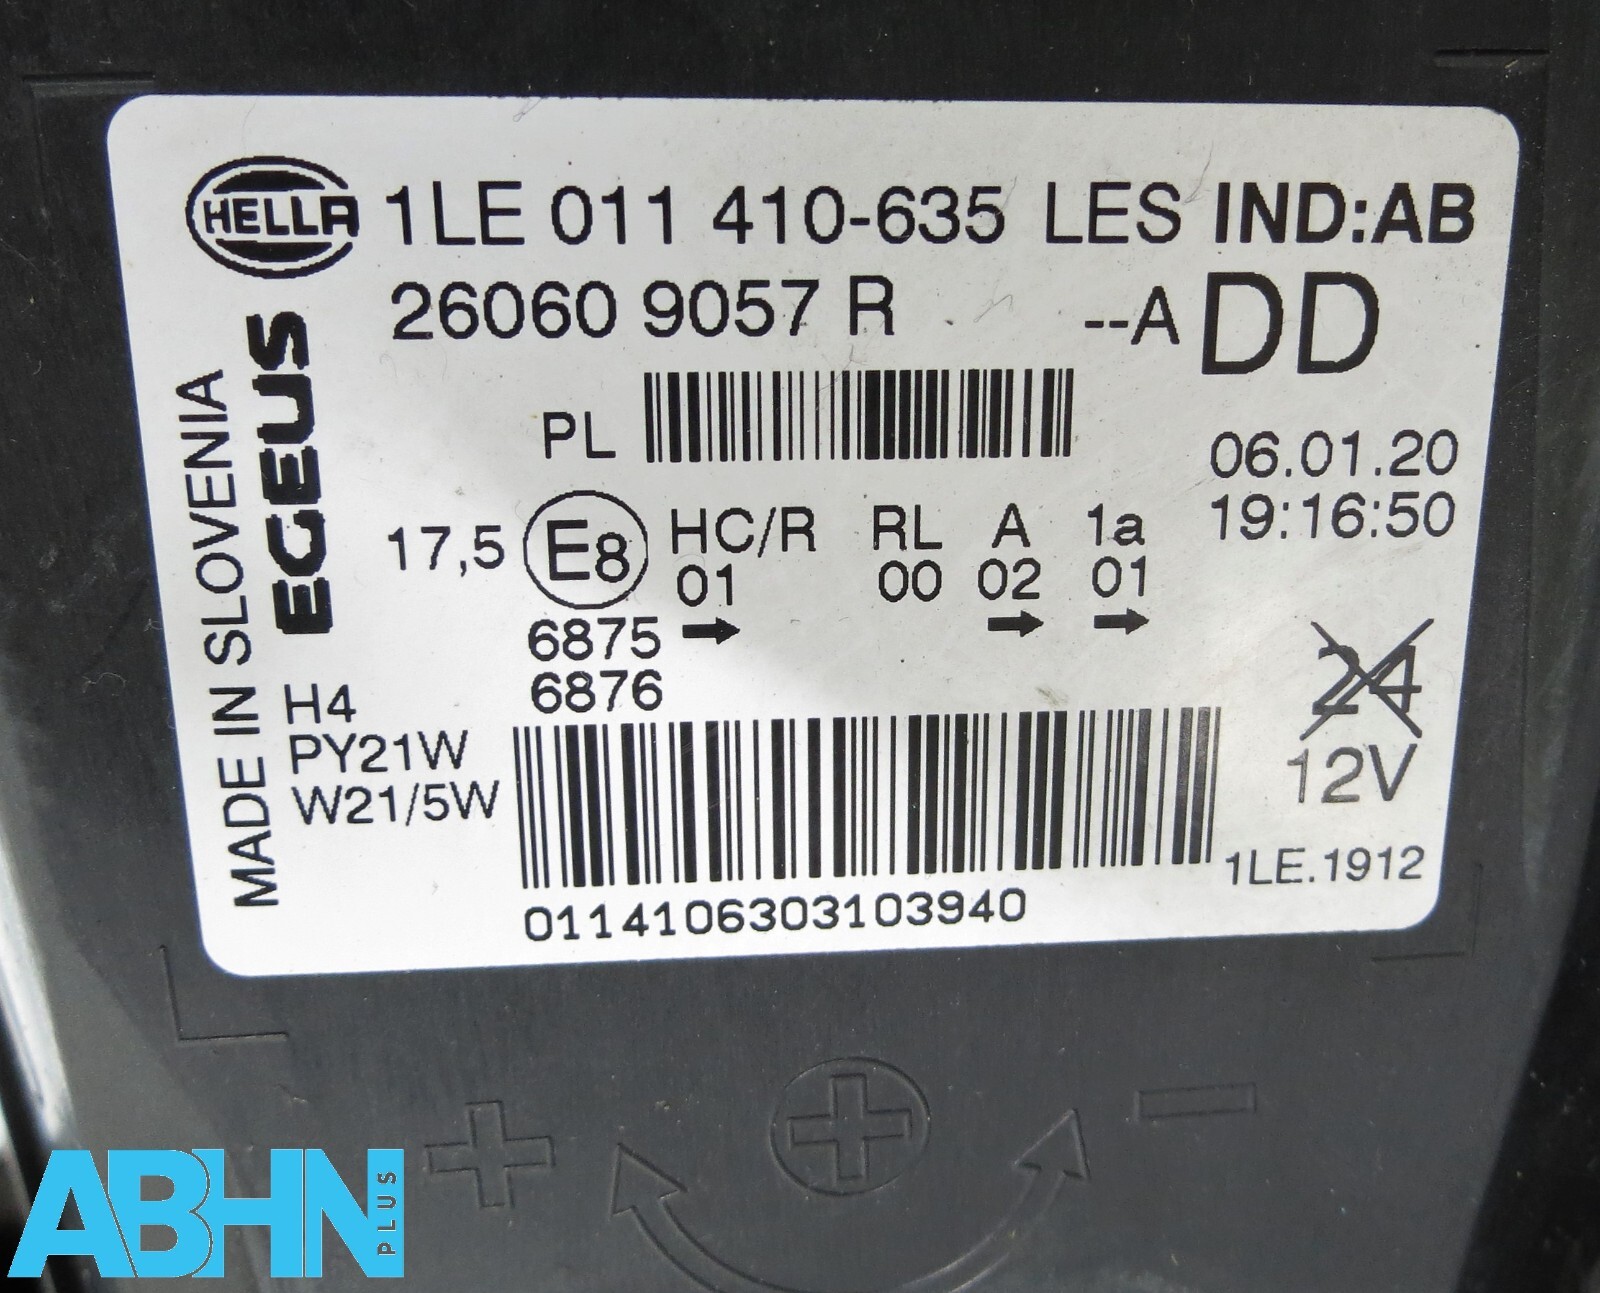 HELLA 1LE 011 410-635 LES IND:AB
26060 9057 R --A DD
PL
06.01.20
19:16:50
MADE IN SLOVENIA
EGEUS
17,5 E8 HC/R RL A 1a
01 00 02 01
6875 →  → →
6876
H4
PY21W
W21/5W
24
12V
1LE.1912
0114106303103940
+ + −
ABHN PLUS